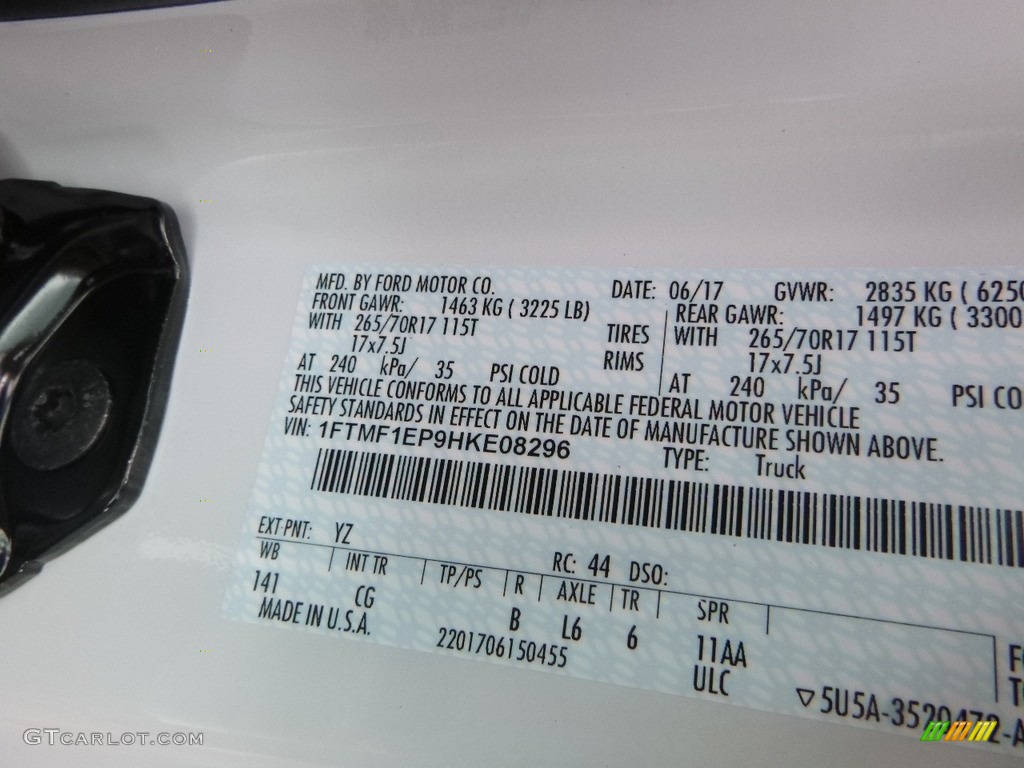 MFD. BY FORD MOTOR CO. DATE: 06/17 GVWR: 2835 KG ( 6250
FRONT GAWR: 1463 KG ( 3225 LB) REAR GAWR: 1497 KG ( 3300
WITH 265/70R17 115T TIRES WITH 265/70R17 115T
17x7.5J RIMS 17x7.5J
AT 240 kPa/ 35 PSI COLD AT 240 kPa/ 35 PSI CO
THIS VEHICLE CONFORMS TO ALL APPLICABLE FEDERAL MOTOR VEHICLE
SAFETY STANDARDS IN EFFECT ON THE DATE OF MANUFACTURE SHOWN ABOVE.
VIN: 1FTMF1EP9HKE08296 TYPE: Truck
EXT PNT: YZ RC: 44 DSO:
WB INT TR TP/PS R AXLE TR SPR
141 CG B L6 6 11AA
MADE IN U.S.A. 2201706150455 ULC
▽5U5A-3520472-A
GTCARLOT.COM